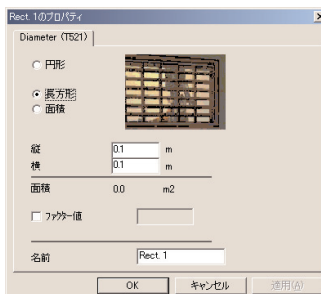 Rect. 1のプロパティ
Diameter (T521)
円形
長方形
面積
縦 0.1 m
横 0.1 m
面積 0.0 m2
ファクター値
名前 Rect. 1
OK キャンセル 適用(A)